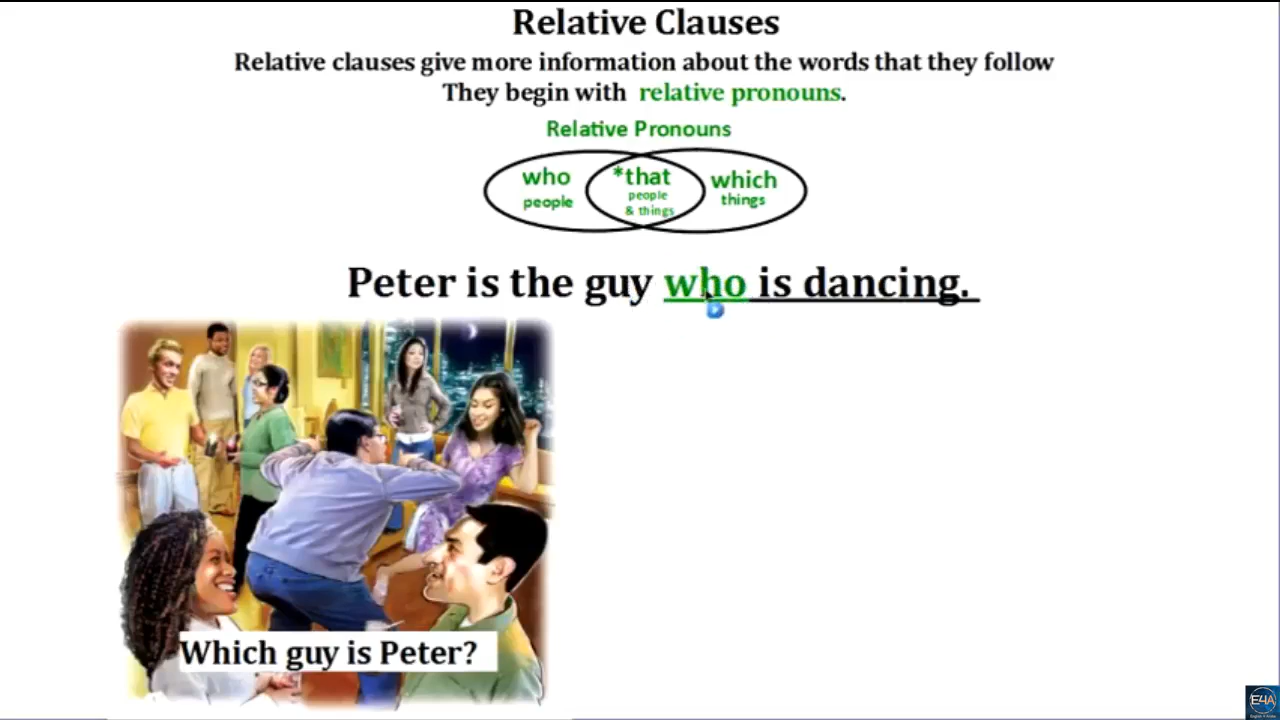 Relative Clauses
Relative clauses give more information about the words that they follow
They begin with relative pronouns.
Relative Pronouns
who *that which
people people things
& things
Peter is the guy who is dancing.
Which guy is Peter?
E4A